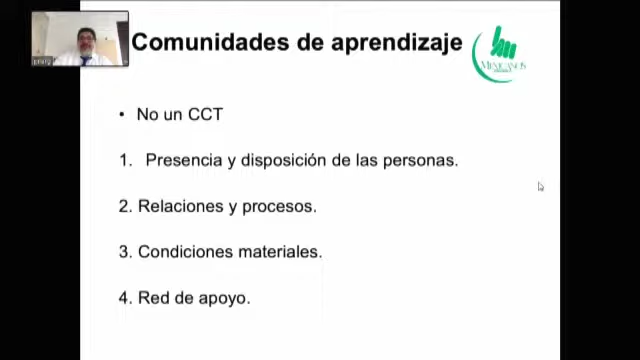 Comunidades de aprendizaje
MEXICANOS
• No un CCT
1. Presencia y disposición de las personas.
2. Relaciones y procesos.
3. Condiciones materiales.
4. Red de apoyo.